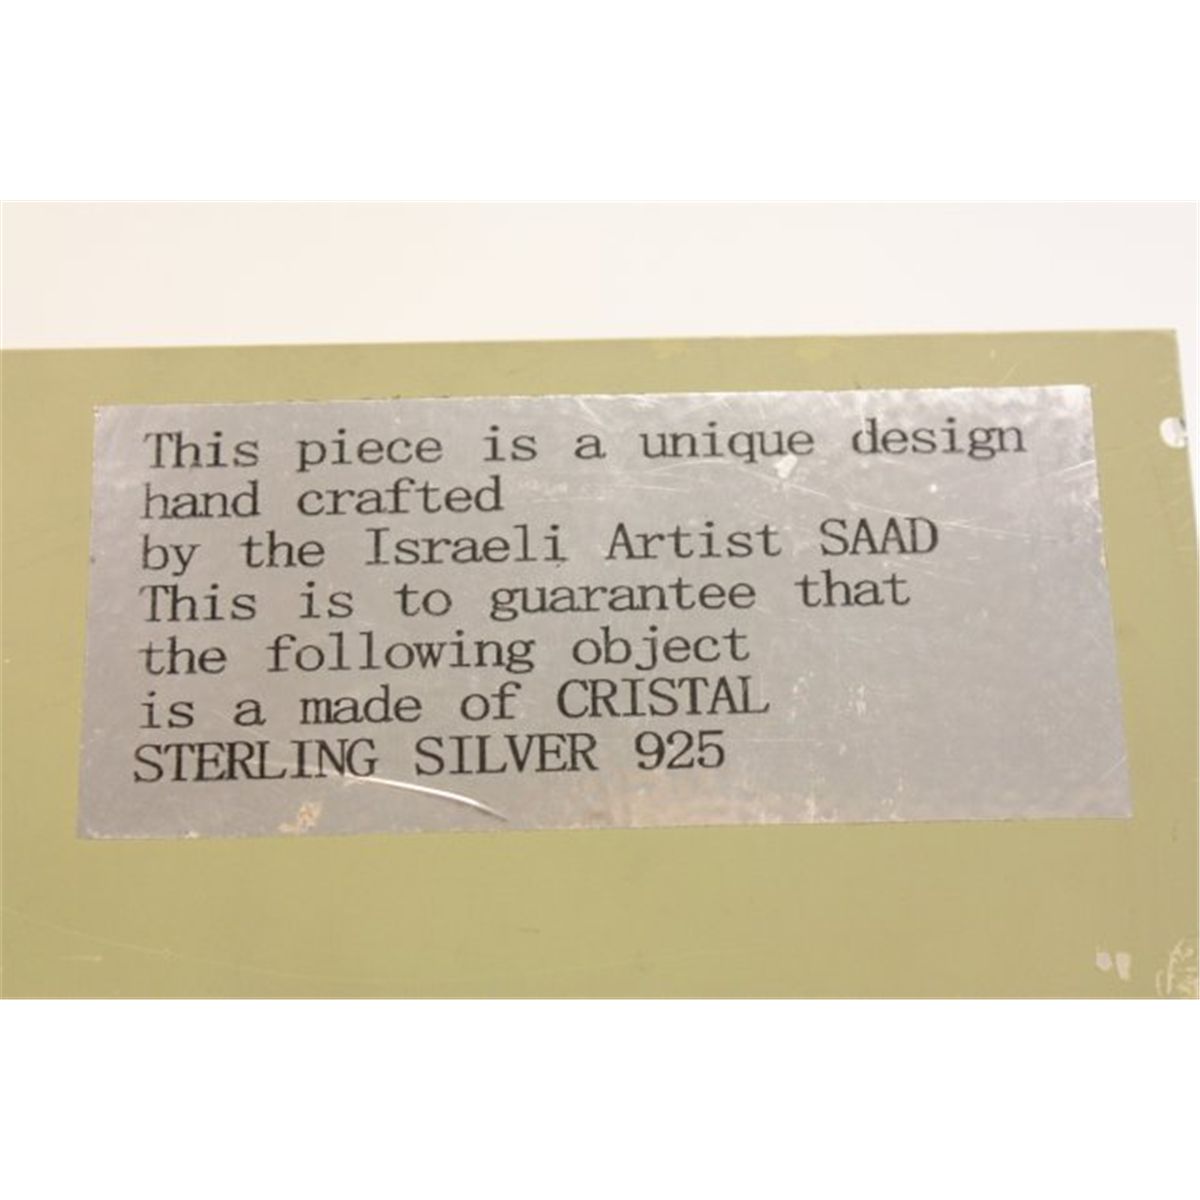 This piece is a unique design
hand crafted
by the Israeli Artist SAAD
This is to guarantee that
the following object
is a made of CRISTAL
STERLING SILVER 925